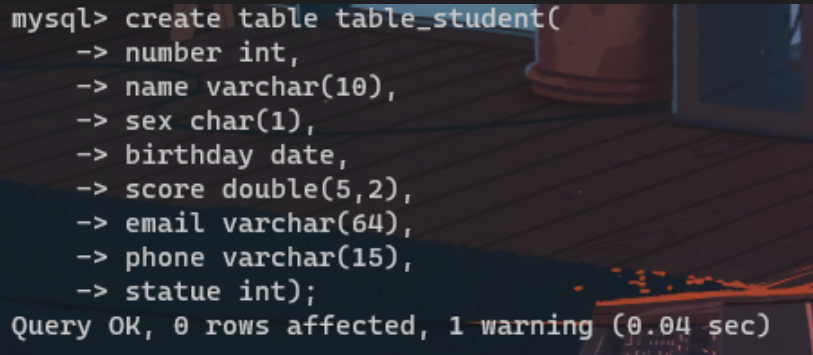 mysql> create table table_student(
    -> number int,
    -> name varchar(10),
    -> sex char(1),
    -> birthday date,
    -> score double(5,2),
    -> email varchar(64),
    -> phone varchar(15),
    -> statue int);
Query OK, 0 rows affected, 1 warning (0.04 sec)